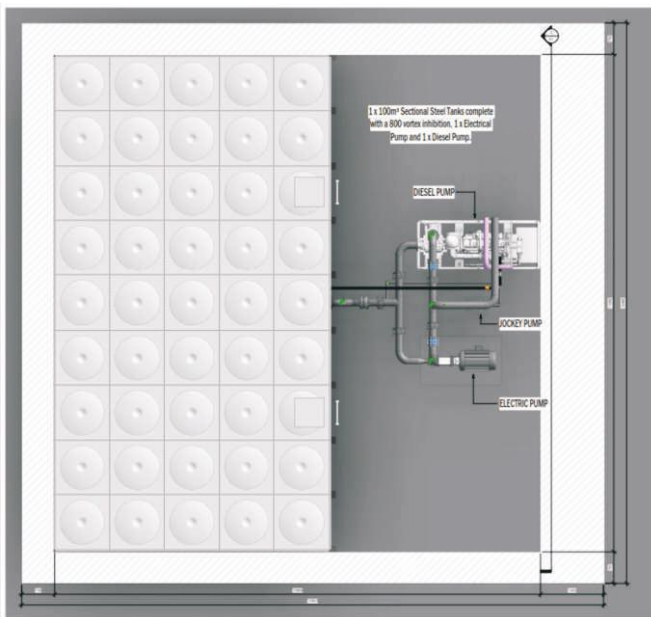 1 x 100m³ Sectional Steel Tanks complete
with a 800 vortex inhibition, 1 x Electrical
Pump and 1 x Diesel Pump.
DIESEL PUMP
JOCKEY PUMP
ELECTRIC PUMP